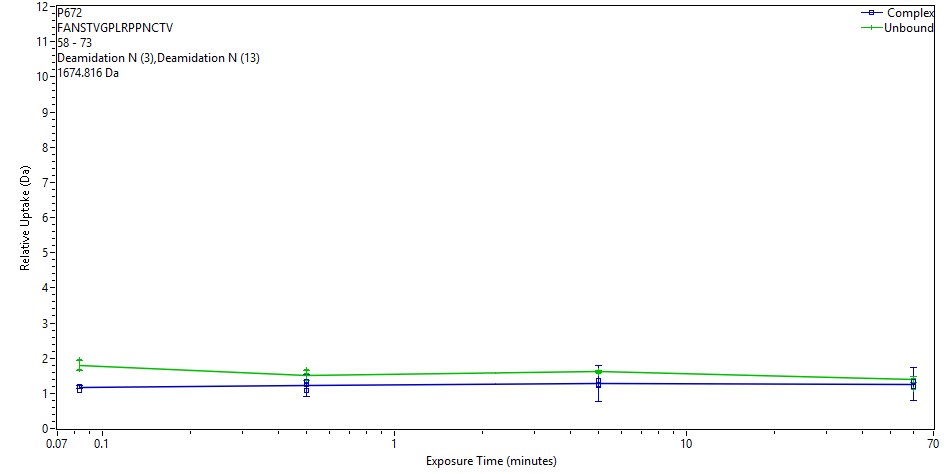 P672
FANSTVGPLRPPNCTV
58 - 73
Deamidation N (3),Deamidation N (13)
1674.816 Da
Complex
Unbound
Relative Uptake (Da)
12
11
10
9
8
7
6
5
4
3
2
1
0
0.07 0.1 1 10 70
Exposure Time (minutes)